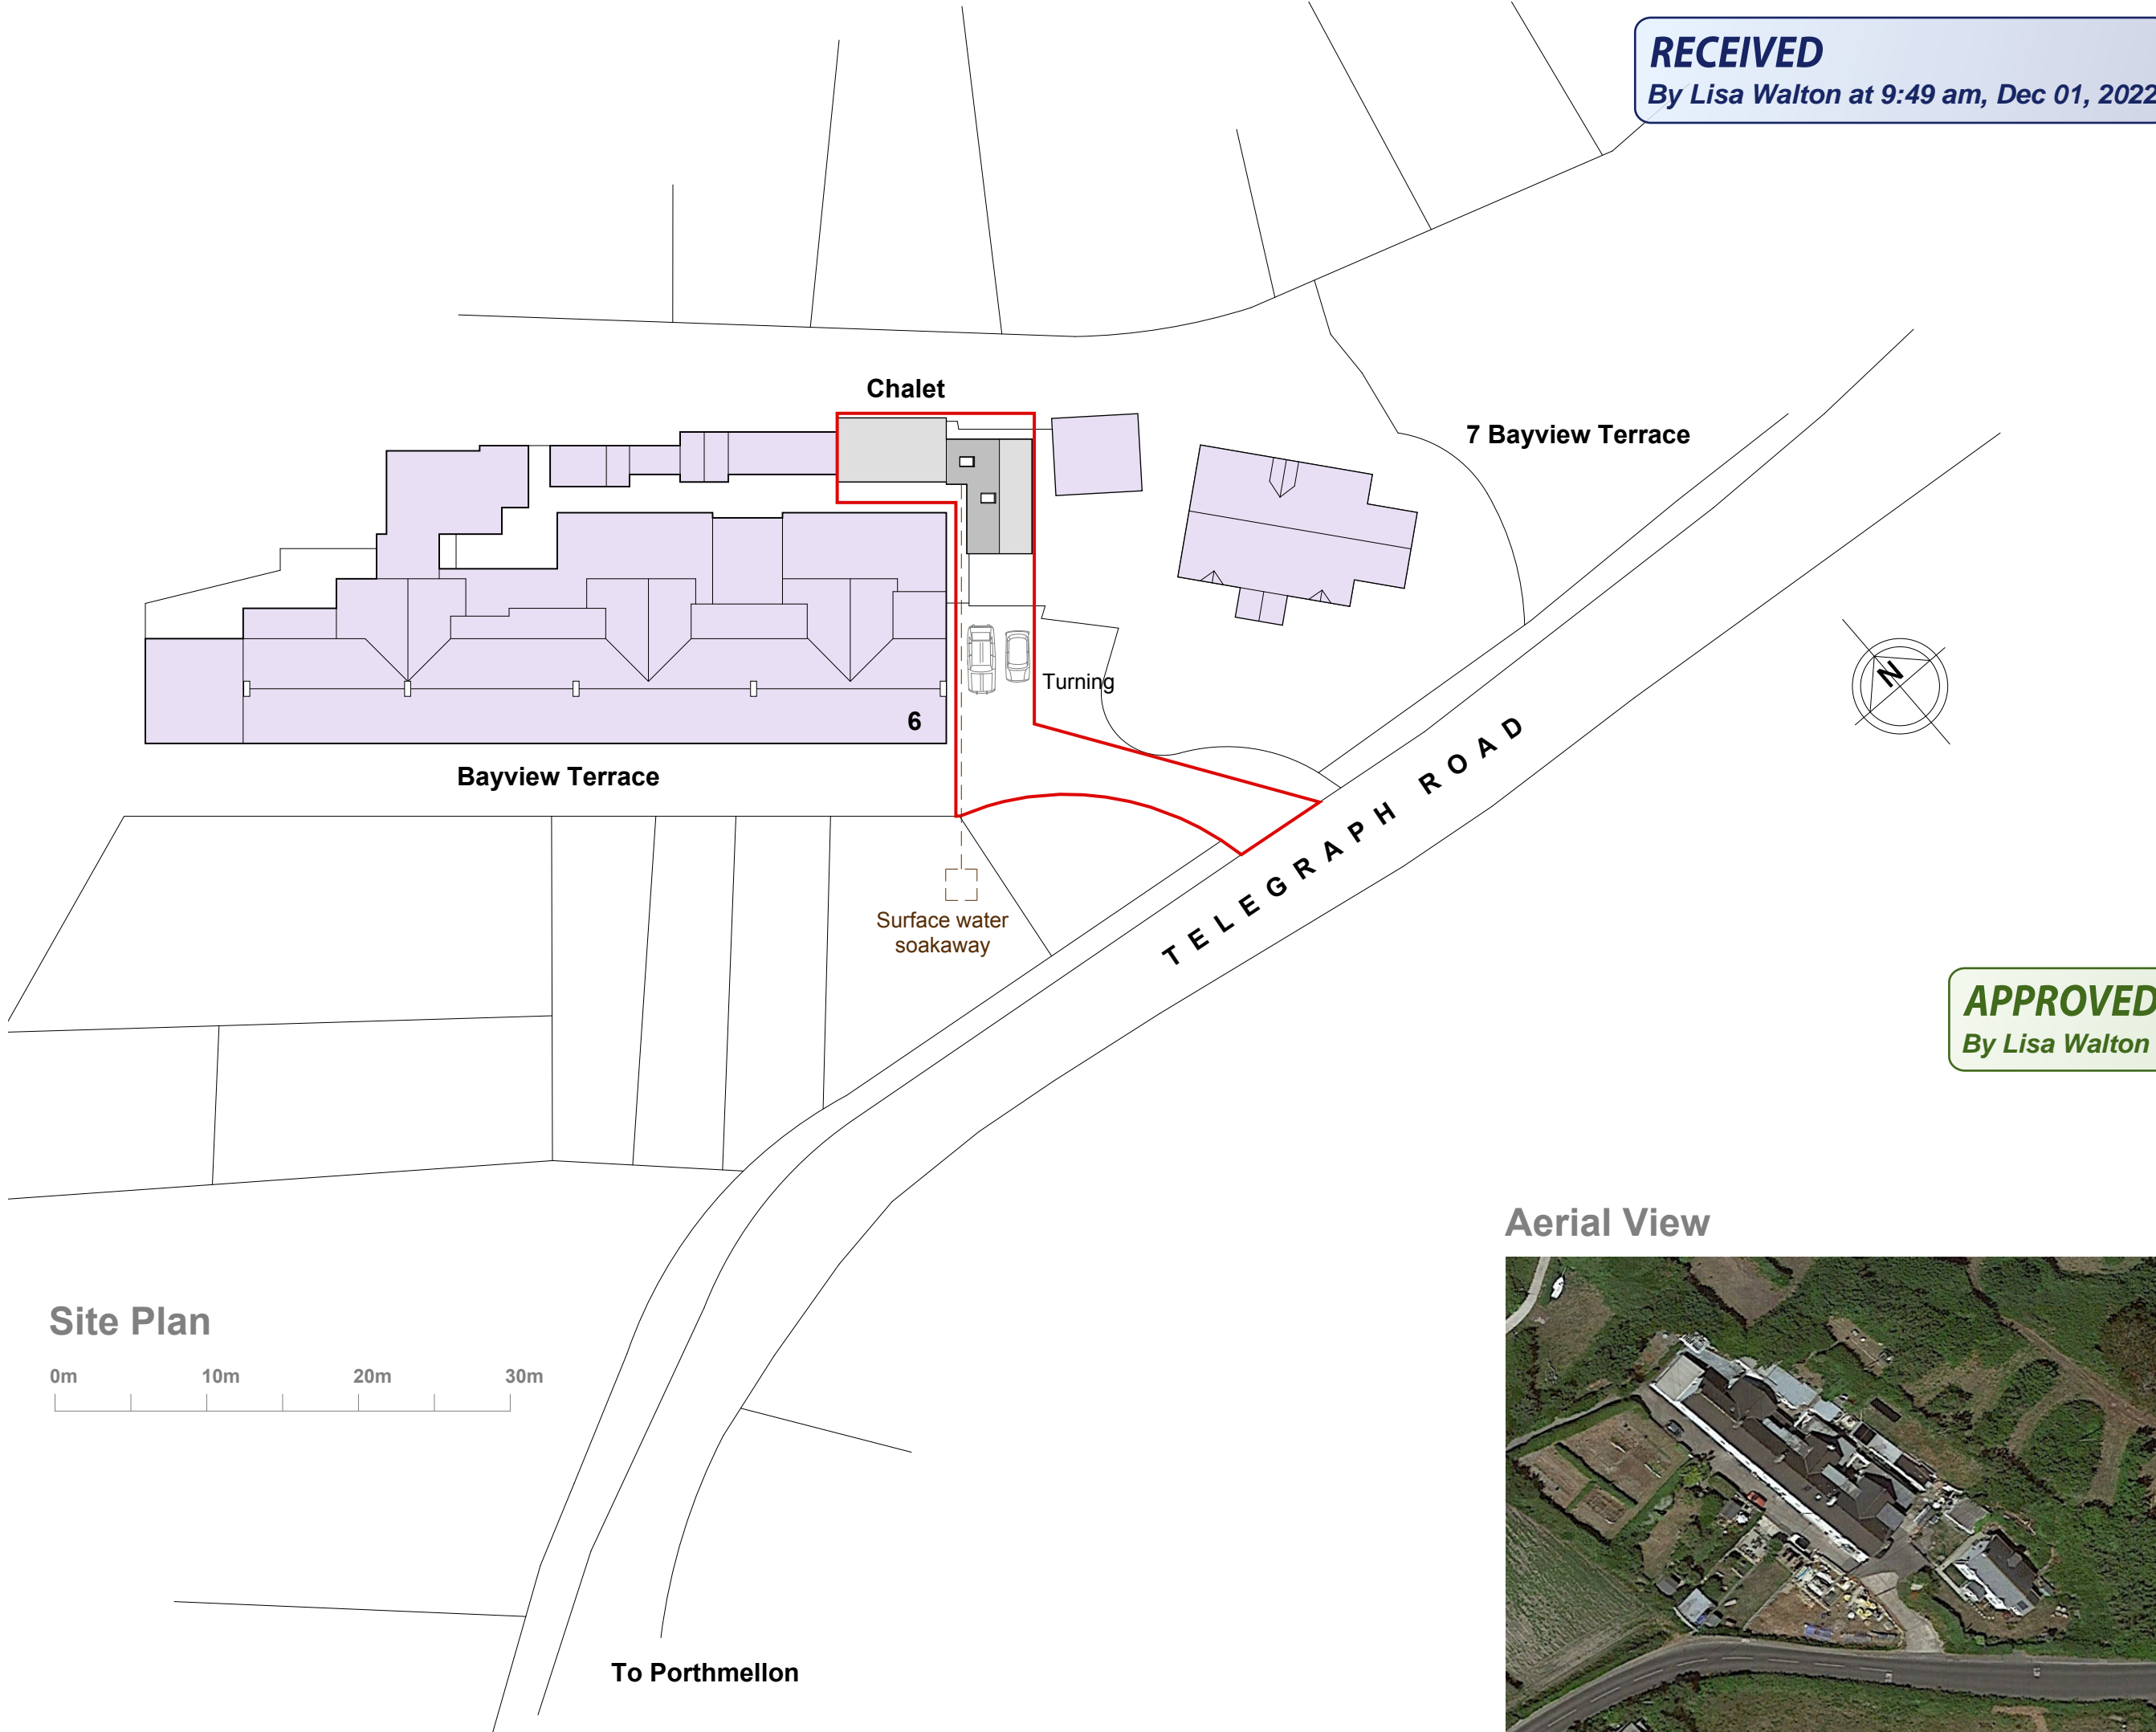 RECEIVED
By Lisa Walton at 9:49 am, Dec 01, 2022
Chalet
7 Bayview Terrace
Turning
6
N
Bayview Terrace
TELEGRAPH ROAD
Surface water
soakaway
APPROVED
By Lisa Walton
Aerial View
Site Plan
0m 10m 20m 30m
To Porthmellon